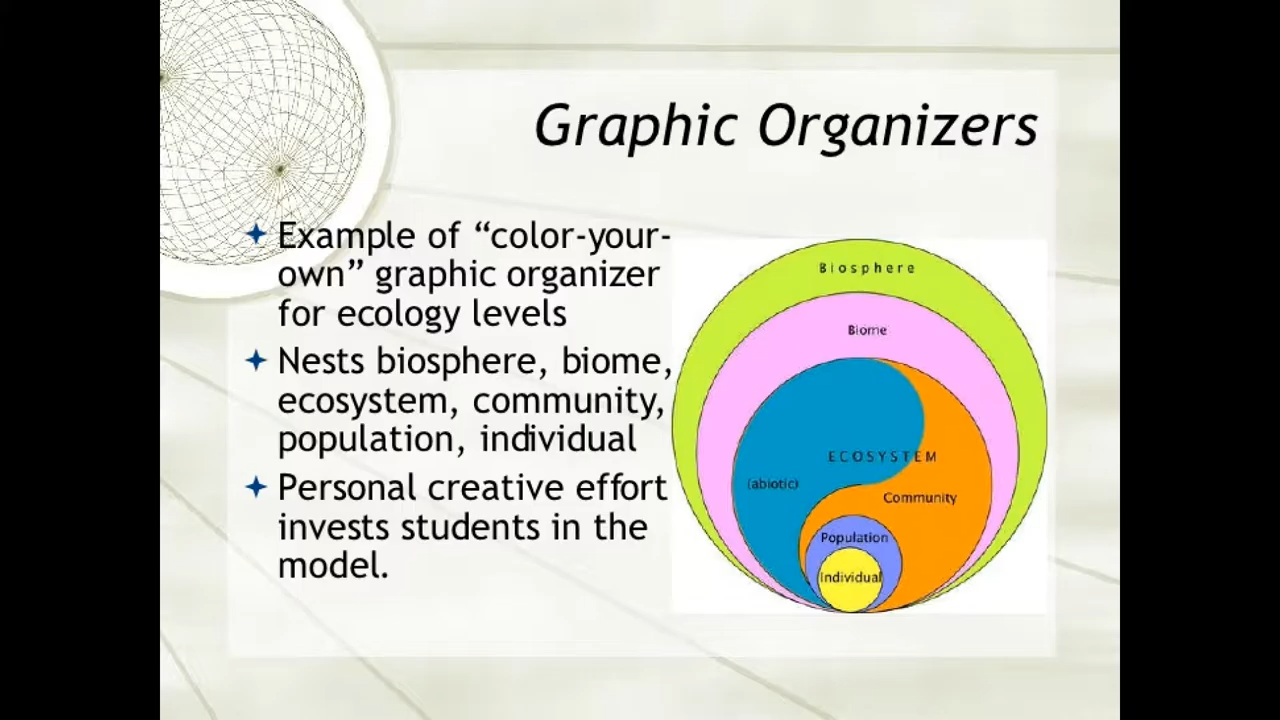 Graphic Organizers
Example of “color-your-
own” graphic organizer
for ecology levels
Nests biosphere, biome,
ecosystem, community,
population, individual
Personal creative effort
invests students in the
model.
Biosphere
Biome
ECOSYSTEM
(abiotic)
Community
Population
Individual